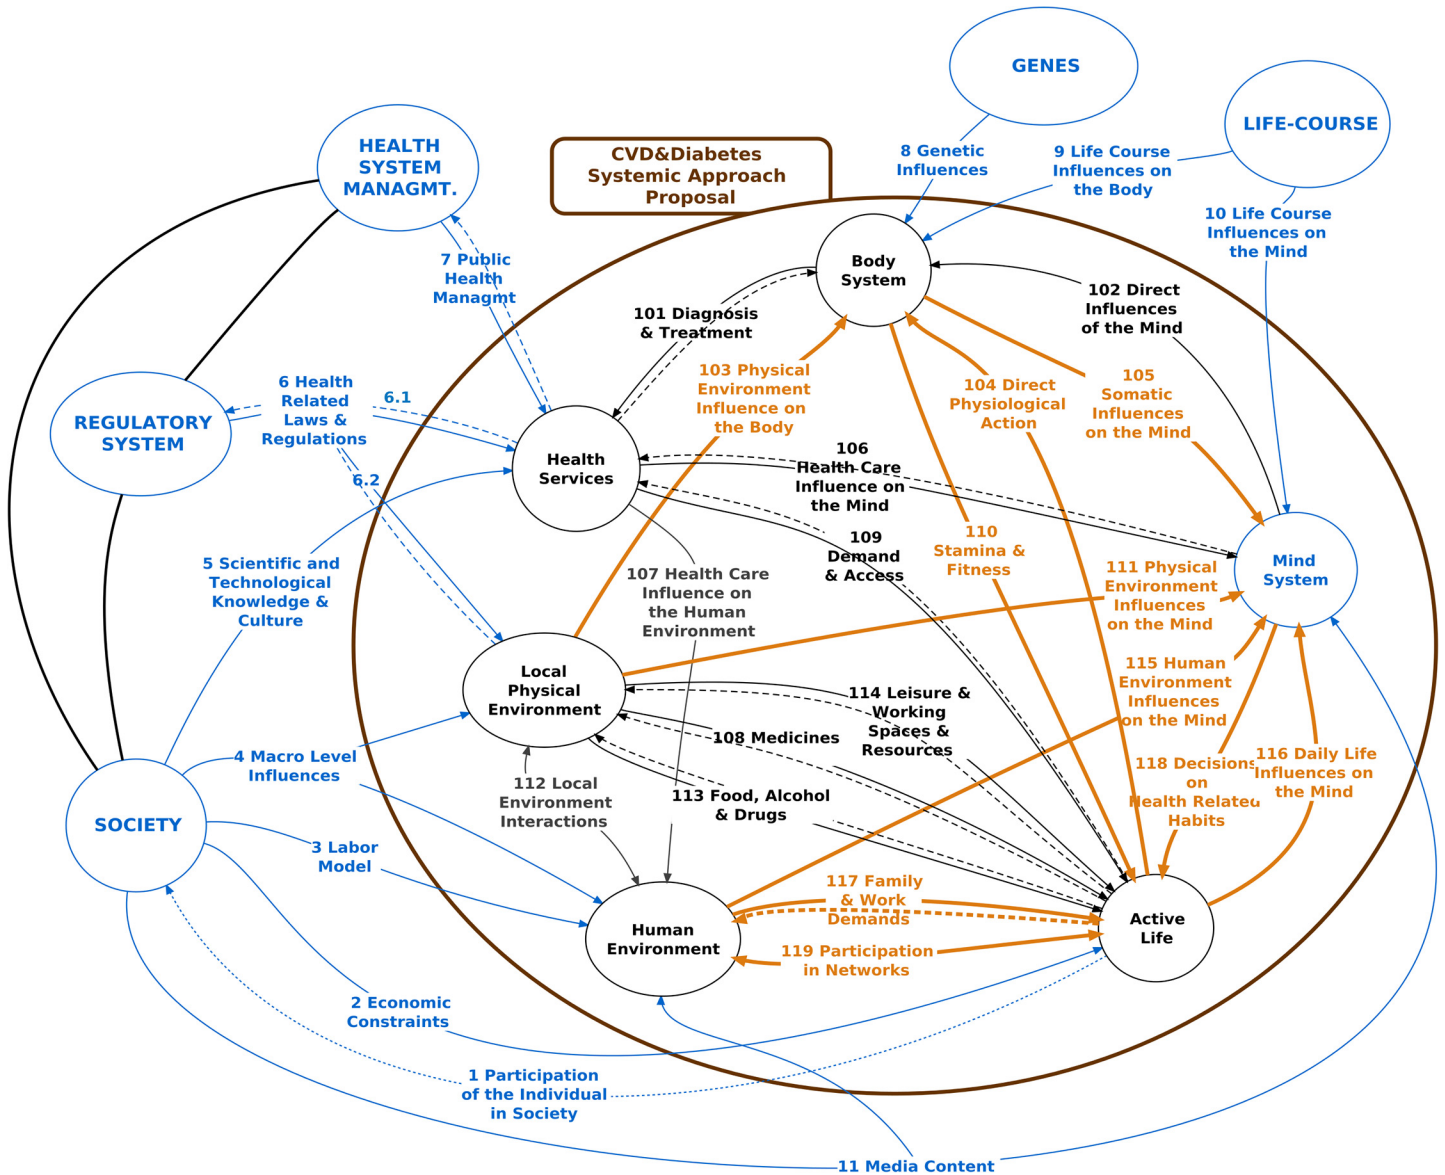 GENES
LIFE-COURSE
HEALTH
SYSTEM
MANAGMT.
CVD&Diabetes
Systemic Approach
Proposal
8 Genetic
Influences
9 Life Course
Influences on
the Body
10 Life Course
Influences on
the Mind
7 Public
Health
Managmt
Body
System
101 Diagnosis
& Treatment
102 Direct
Influences
of the Mind
103 Physical
Environment
Influence on
the Body
104 Direct
Physiological
Action
105
Somatic
Influences
on the Mind
6 Health
Related
Laws &
Regulations
6.1
6.2
REGULATORY
SYSTEM
Health
Services
106
Health Care
Influence on
the Mind
109
Demand
& Access
110
Stamina &
Fitness
Mind
System
5 Scientific and
Technological
Knowledge &
Culture
107 Health Care
Influence on
the Human
Environment
111 Physical
Environment
Influences
on the Mind
Local
Physical
Environment
115 Human
Environment
Influences
on the Mind
114 Leisure &
Working
Spaces &
Resources
108 Medicines
4 Macro Level
Influences
112 Local
Environment
Interactions
113 Food, Alcohol
& Drugs
118 Decisions
on
Health Related
Habits
116 Daily Life
Influences on
the Mind
SOCIETY
3 Labor
Model
117 Family
& Work
Demands
Human
Environment
Active
Life
119 Participation
in Networks
2 Economic
Constraints
1 Participation
of the Individual
in Society
11 Media Content